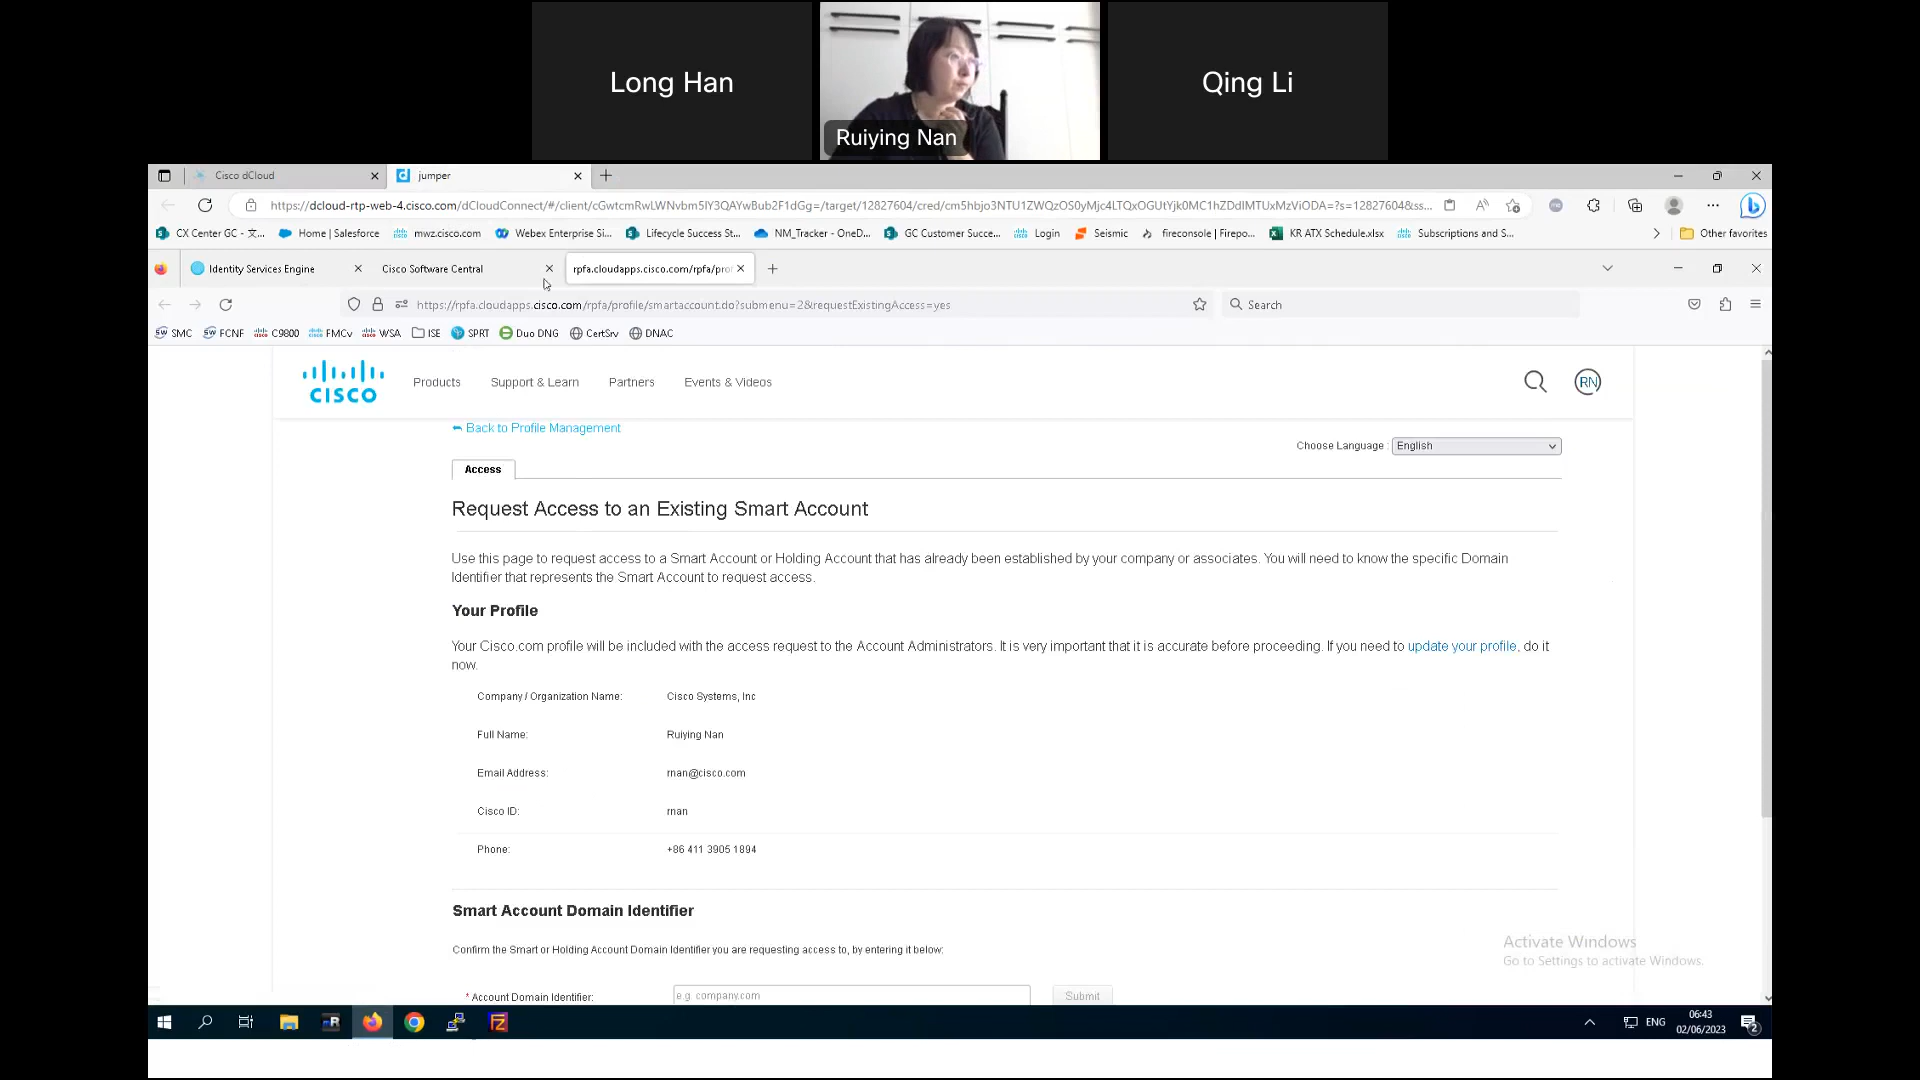 Long Han
Ruiying Nan
Qing Li
Cisco dCloud
jumper
https://dcloud-rtp-web-4.cisco.com/dCloudConnect/#/client/
CX Center GC - 文...
Home | Salesforce
mwz.cisco.com
Webex Enterprise Si...
Lifecycle Success St...
NM_Tracker - OneD...
GC Customer Succe...
Login
Seismic
fireconsole | Firepo...
KR ATX Schedule.xlsx
Subscriptions and S...
Other favorites
Identity Services Engine
Cisco Software Central
rpfa.cloudapps.cisco.com/rpfa/pro
https://rpfa.cloudapps.cisco.com/rpfa/profile/smartaccount.do?submenu=2&requestExistingAccess=yes
Search
SMC
FCNF
C9800
FMCv
WSA
ISE
SPRT
Duo DNG
CertSrv
DNAC
CISCO
Products
Support & Learn
Partners
Events & Videos
RN
Back to Profile Management
Choose Language : English
Access
Request Access to an Existing Smart Account
Use this page to request access to a Smart Account or Holding Account that has already been established by your company or associates. You will need to know the specific Domain
Identifier that represents the Smart Account to request access.
Your Profile
Your Cisco.com profile will be included with the access request to the Account Administrators. It is very important that it is accurate before proceeding. If you need to update your profile, do it
now.
Company / Organization Name: Cisco Systems, Inc
Full Name: Ruiying Nan
Email Address: rnan@cisco.com
Cisco ID: rnan
Phone: +86 411 3905 1894
Smart Account Domain Identifier
Confirm the Smart or Holding Account Domain Identifier you are requesting access to, by entering it below:
* Account Domain Identifier: e.g. company.com Submit
Activate Windows
Go to Settings to activate Windows.
ENG
06:43
02/06/2023
2